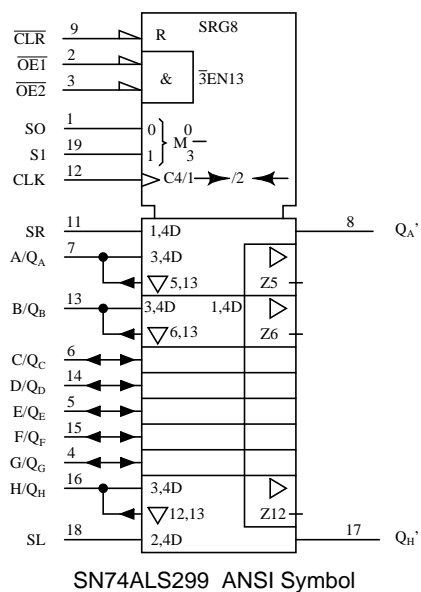 SRG8
CLR 9 R
OE1 2
& 3EN13
OE2 3
SO 1 0 0
M
S1 19 1 3
CLK 12 C4/1 /2
SR 11 1,4D 8 QA'
A/QA 7 3,4D
5,13 Z5
B/QB 13 3,4D 1,4D
6,13 Z6
C/QC 6
D/QD 14
E/QE 5
F/QF 15
G/QG 4
H/QH 16 3,4D
12,13 Z12
SL 18 2,4D 17 QH'
SN74ALS299 ANSI Symbol